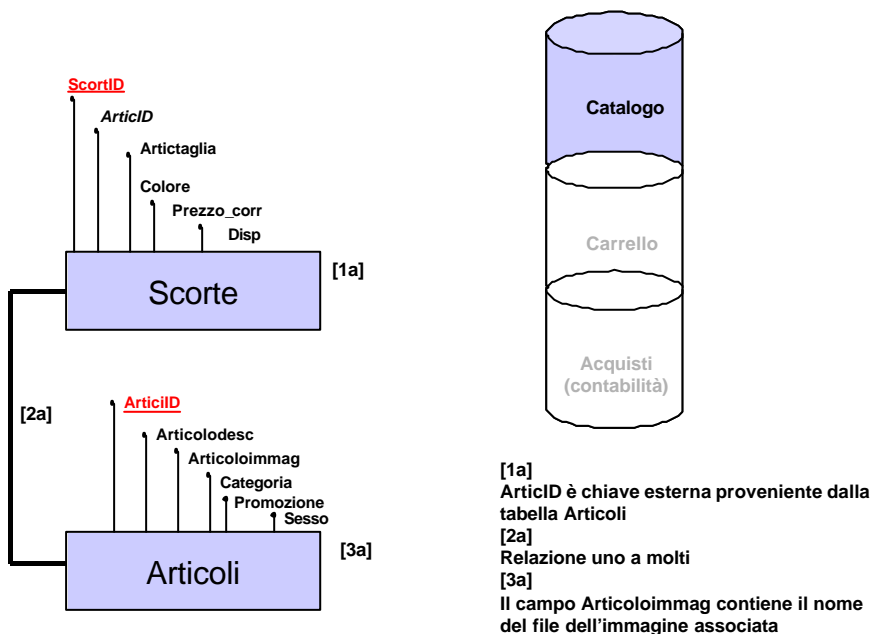 ScortID
ArticID
Artictaglia
Colore
Prezzo_corr
Disp
Scorte
[1a]
[2a]
ArticiID
Articolodesc
Articoloimmag
Categoria
Promozione
Sesso
Articoli
[3a]
Catalogo
Carrello
Acquisti
(contabilità)
[1a]
ArticID è chiave esterna proveniente dalla
tabella Articoli
[2a]
Relazione uno a molti
[3a]
Il campo Articoloimmag contiene il nome
del file dell'immagine associata